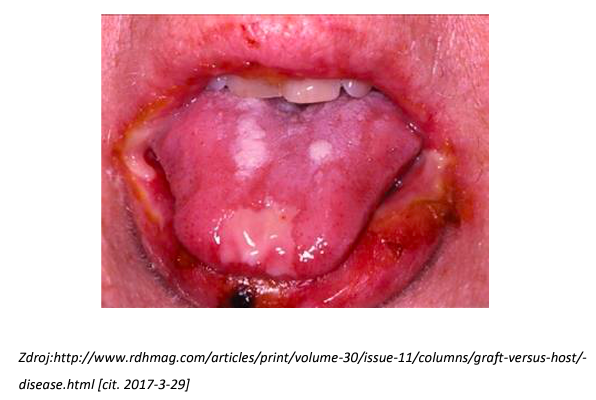 Zdroj:http://www.rdhmag.com/articles/print/volume-30/issue-11/columns/graft-versus-host/-
disease.html [cit. 2017-3-29]